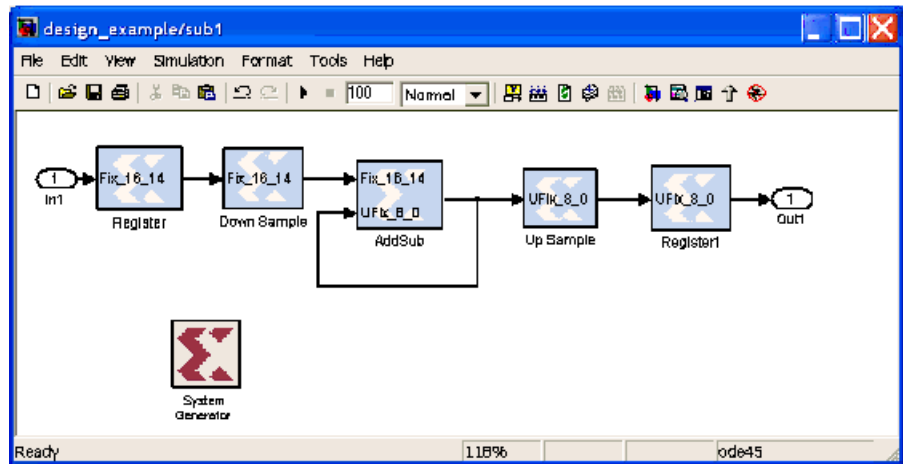 design_example/sub1
File Edit View Simulation Format Tools Help
100 Normal
1
In1
Fix_16_14
Register
Fix_16_14
Down Sample
Fix_16_14
UFix_8_0
AddSub
UFix_8_0
Up Sample
UFix_8_0
Register1
1
Out1
System
Generator
Ready 118% ode45